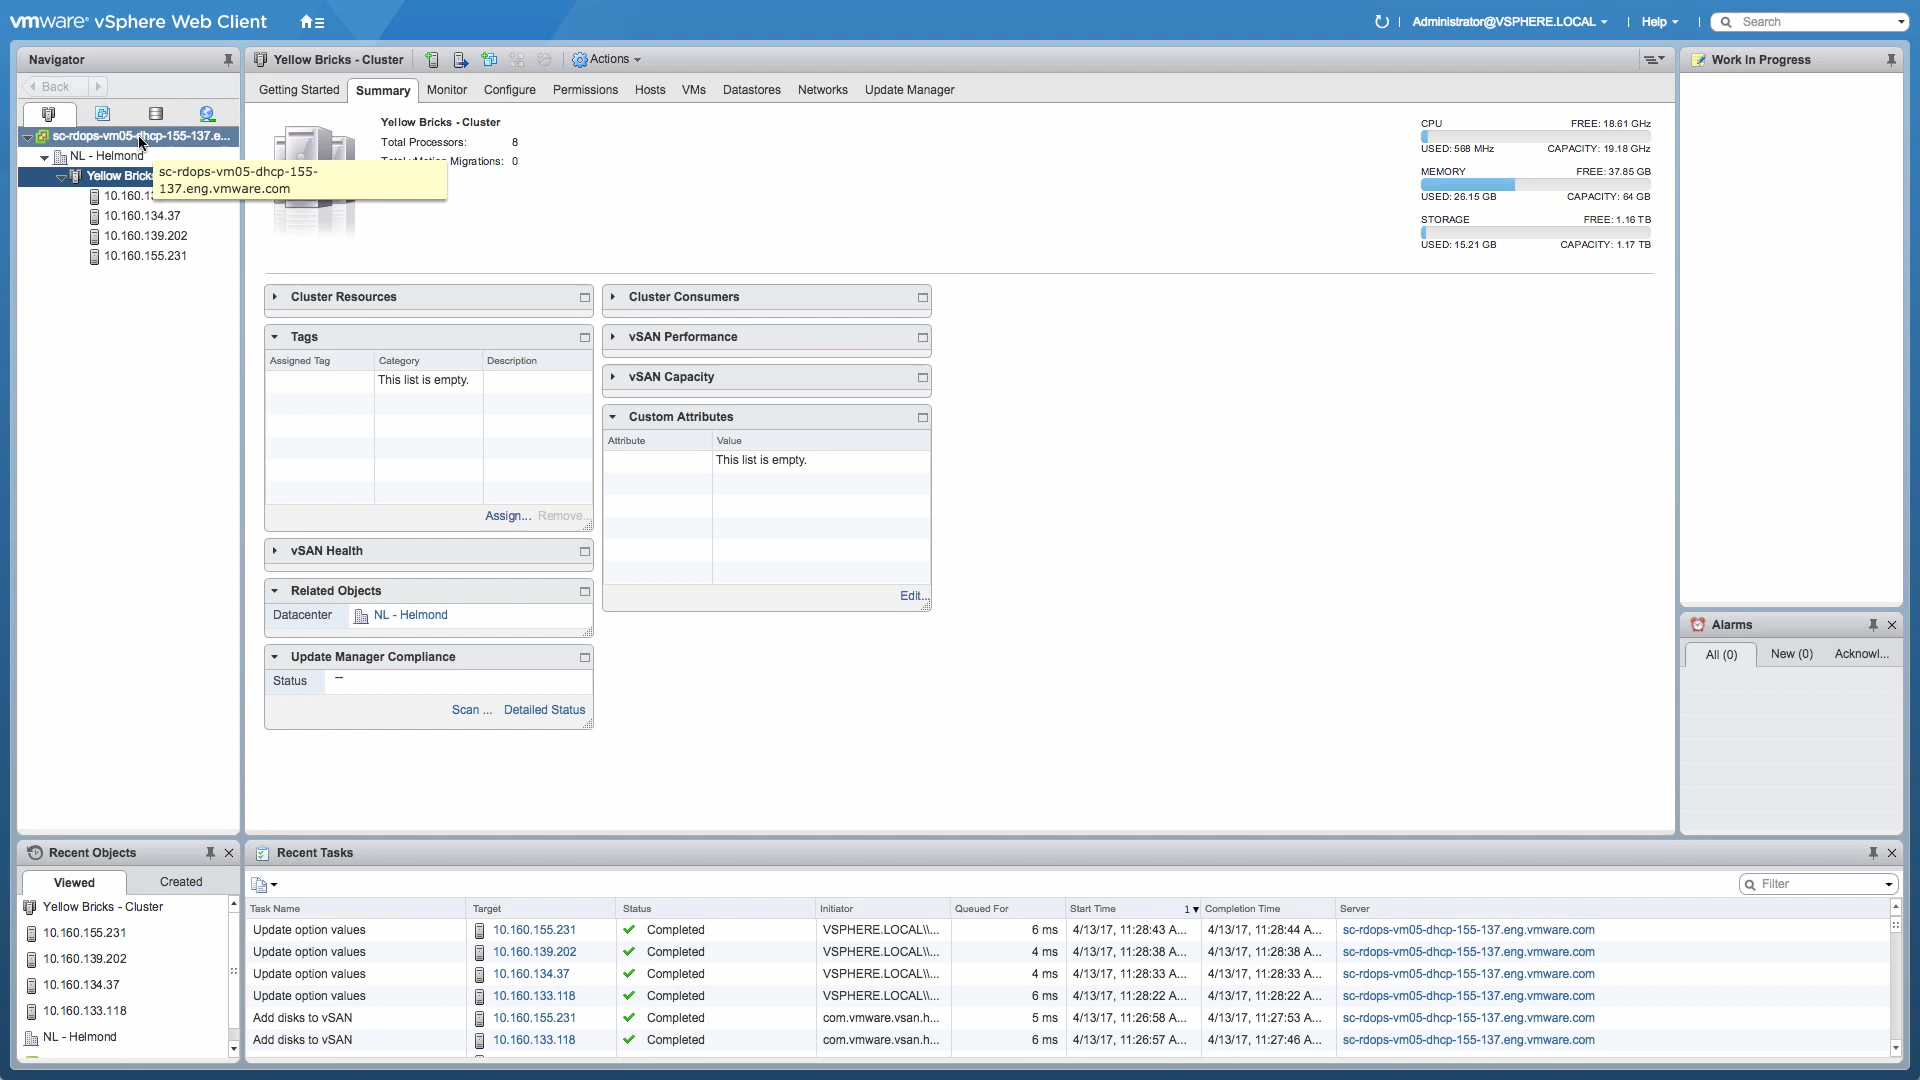 vmware® vSphere Web Client
Administrator@VSPHERE.LOCAL
Help
Search
Navigator
Back
sc-rdops-vm05-dhcp-155-137.e...
NL - Helmond
Yellow Bricks
sc-rdops-vm05-dhcp-155-
137.eng.vmware.com
10.160.13
10.160.134.37
10.160.139.202
10.160.155.231
Yellow Bricks - Cluster
Actions
Getting Started
Summary
Monitor
Configure
Permissions
Hosts
VMs
Datastores
Networks
Update Manager
Yellow Bricks - Cluster
Total Processors: 8
Total vMotion Migrations: 0
CPU FREE: 18.61 GHz
USED: 568 MHz CAPACITY: 19.18 GHz
MEMORY FREE: 37.85 GB
USED: 26.15 GB CAPACITY: 64 GB
STORAGE FREE: 1.16 TB
USED: 15.21 GB CAPACITY: 1.17 TB
Cluster Resources
Tags
Assigned Tag Category Description
This list is empty.
Assign... Remove...
vSAN Health
Related Objects
Datacenter NL - Helmond
Update Manager Compliance
Status —
Scan ... Detailed Status
Cluster Consumers
vSAN Performance
vSAN Capacity
Custom Attributes
Attribute Value
This list is empty.
Edit...
Work In Progress
Alarms
All (0) New (0) Acknowl...
Recent Objects
Viewed Created
Yellow Bricks - Cluster
10.160.155.231
10.160.139.202
10.160.134.37
10.160.133.118
NL - Helmond
Recent Tasks
Filter
Task Name Target Status Initiator Queued For Start Time 1 Completion Time Server
Update option values 10.160.155.231 Completed VSPHERE.LOCAL\\... 6 ms 4/13/17, 11:28:43 A... 4/13/17, 11:28:44 A... sc-rdops-vm05-dhcp-155-137.eng.vmware.com
Update option values 10.160.139.202 Completed VSPHERE.LOCAL\\... 4 ms 4/13/17, 11:28:38 A... 4/13/17, 11:28:38 A... sc-rdops-vm05-dhcp-155-137.eng.vmware.com
Update option values 10.160.134.37 Completed VSPHERE.LOCAL\\... 4 ms 4/13/17, 11:28:33 A... 4/13/17, 11:28:33 A... sc-rdops-vm05-dhcp-155-137.eng.vmware.com
Update option values 10.160.133.118 Completed VSPHERE.LOCAL\\... 6 ms 4/13/17, 11:28:22 A... 4/13/17, 11:28:22 A... sc-rdops-vm05-dhcp-155-137.eng.vmware.com
Add disks to vSAN 10.160.155.231 Completed com.vmware.vsan.h... 5 ms 4/13/17, 11:26:58 A... 4/13/17, 11:27:53 A... sc-rdops-vm05-dhcp-155-137.eng.vmware.com
Add disks to vSAN 10.160.133.118 Completed com.vmware.vsan.h... 6 ms 4/13/17, 11:26:57 A... 4/13/17, 11:27:46 A... sc-rdops-vm05-dhcp-155-137.eng.vmware.com